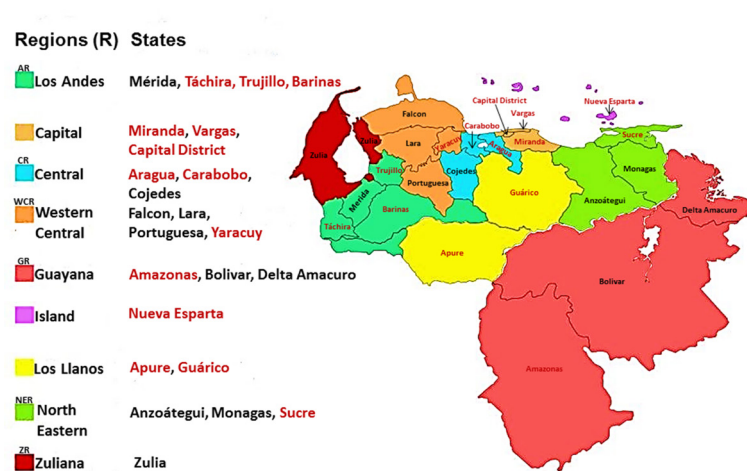 Regions (R) States
AR
Los Andes Mérida, Táchira, Trujillo, Barinas
Capital Miranda, Vargas,
Capital District
CR
Central Aragua, Carabobo,
Cojedes
WCR
Western Falcon, Lara,
Central Portuguesa, Yaracuy
GR
Guayana Amazonas, Bolivar, Delta Amacuro
Island Nueva Esparta
Los Llanos Apure, Guárico
NER
North Anzoátegui, Monagas, Sucre
Eastern
ZR
Zuliana Zulia
Capital District
Nueva Esparta
Vargas
Falcon
Carabobo
Zulia
Sucre
Lara
Yaracuy
Aragua
Miranda
Zulia
Trujillo
Cojedes
Monagas
Portuguesa
Guárico
Merida
Barinas
Anzoátegui
Delta Amacuro
Táchira
Apure
Bolivar
Amazonas